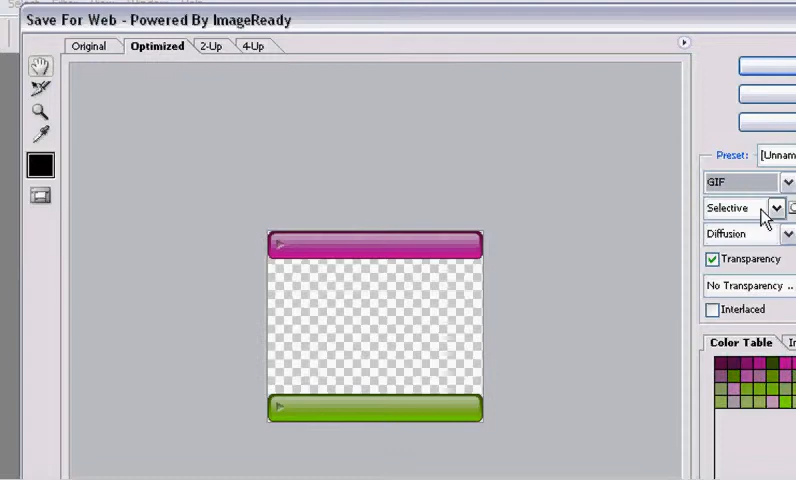 Save For Web - Powered By ImageReady
Original
Optimized
2-Up
4-Up
Preset:
[Unnam
GIF
Selective
Diffusion
Transparency
No Transparency ..
Interlaced
Color Table